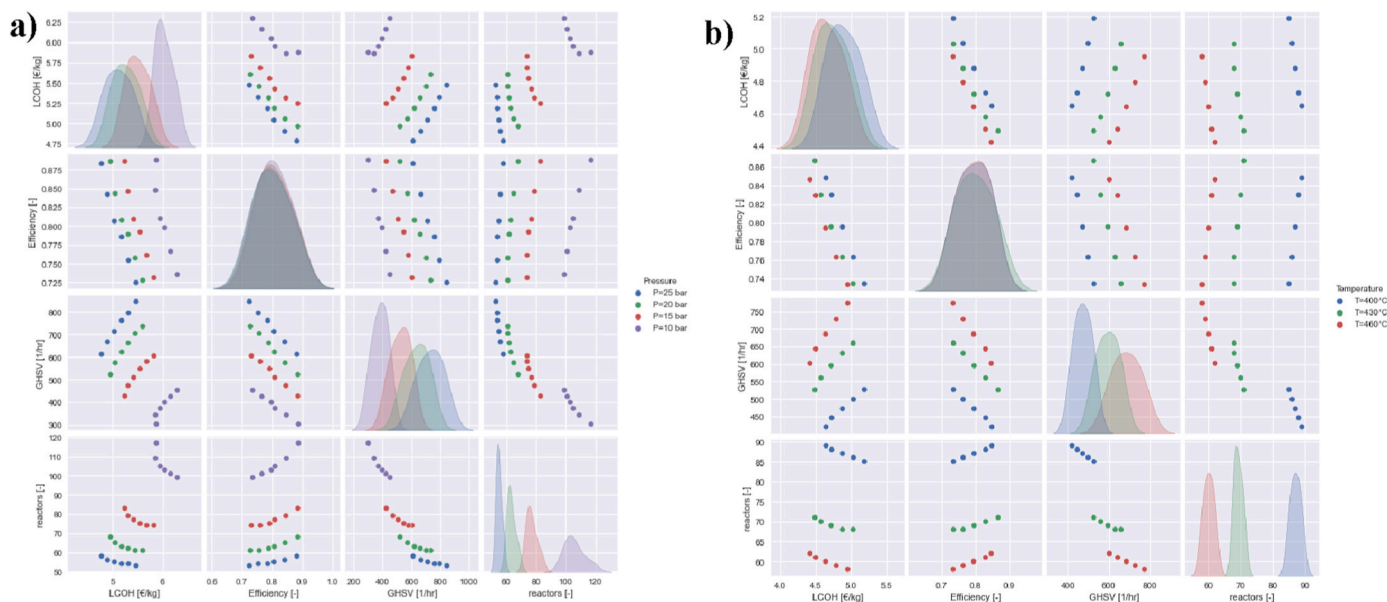 a)
LCOH [€/kg]
6.25
6.00
5.75
5.50
5.25
5.00
4.75
Efficiency [-]
0.875
0.850
0.825
0.800
0.775
0.750
0.725
GHSV [1/hr]
800
700
600
500
400
300
reactors [-]
120
110
100
90
80
70
60
50
5 6
LCOH [€/kg]
0.6 0.7 0.8 0.9 1.0
Efficiency [-]
200 400 600 800 1000
GHSV [1/hr]
60 80 100 120
reactors [-]
Pressure
P=25 bar
P=20 bar
P=15 bar
P=10 bar
b)
LCOH [€/kg]
5.2
5.0
4.8
4.6
4.4
Efficiency [-]
0.86
0.84
0.82
0.80
0.78
0.76
0.74
GHSV [1/hr]
750
700
650
600
550
500
450
reactors [-]
90
85
80
75
70
65
60
4.0 4.5 5.0 5.5
LCOH [€/kg]
0.7 0.8 0.9
Efficiency [-]
400 600 800
GHSV [1/hr]
60 70 80 90
reactors [-]
Temperature
T=400°C
T=430°C
T=460°C